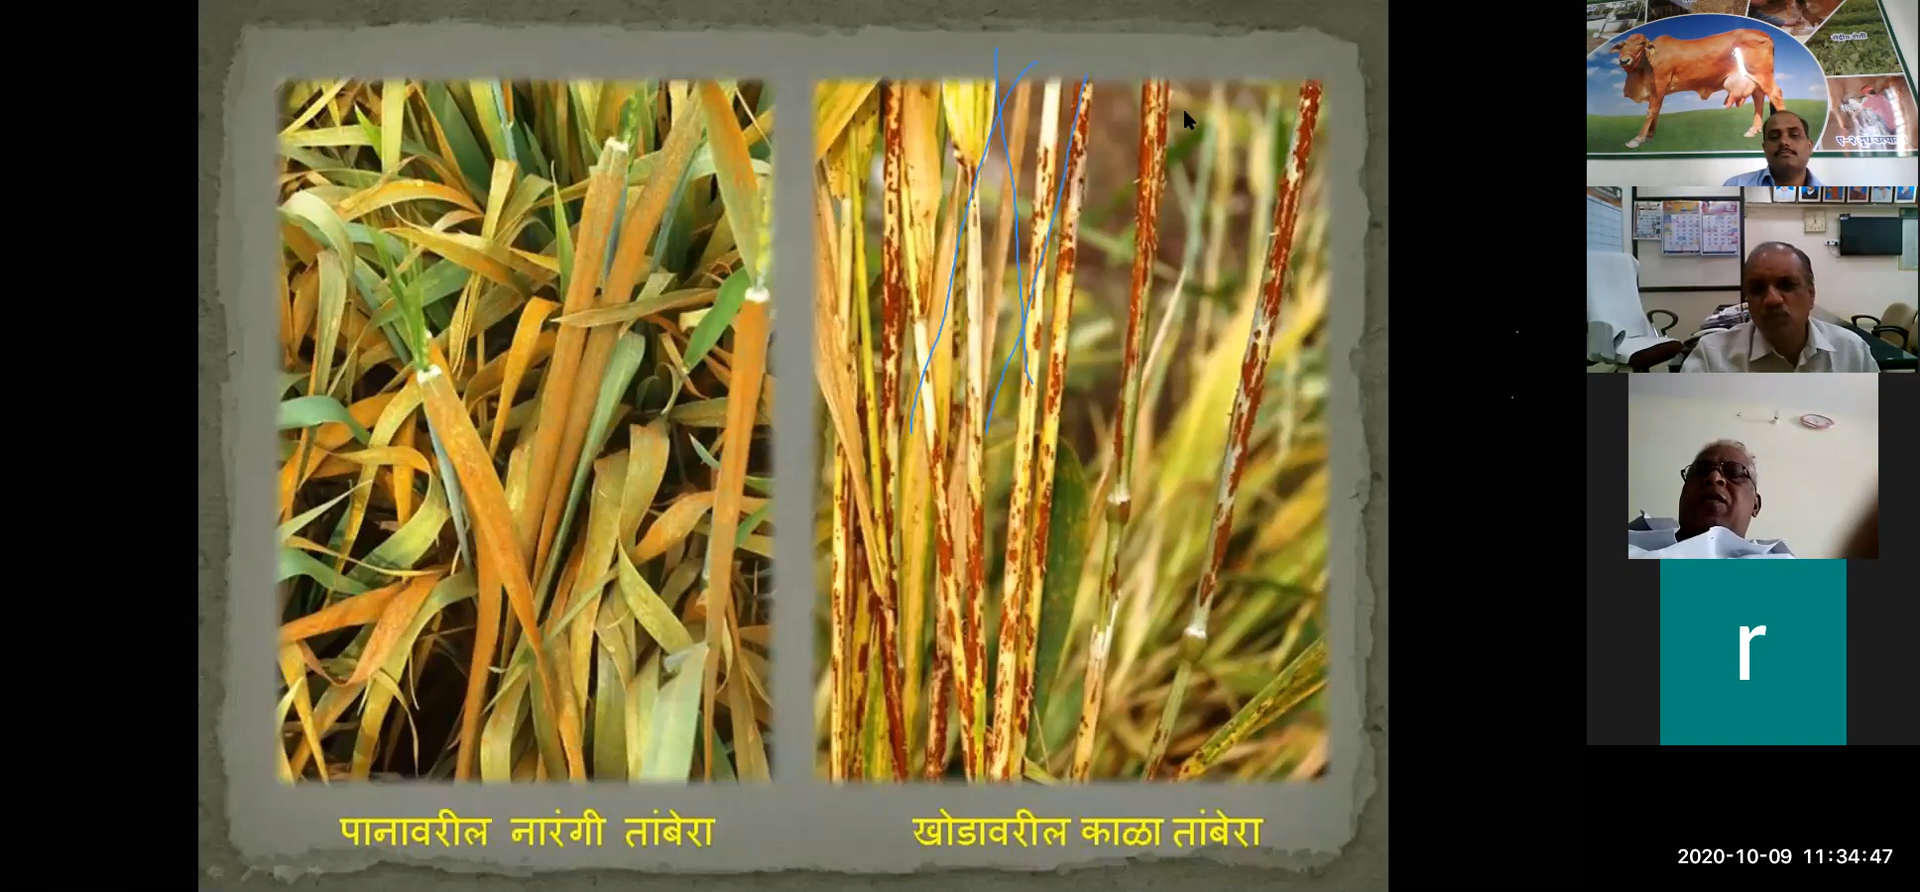 पानावरील नारंगी तांबेरा
खोडावरील काळा तांबेरा
r
2020-10-09 11:34:47